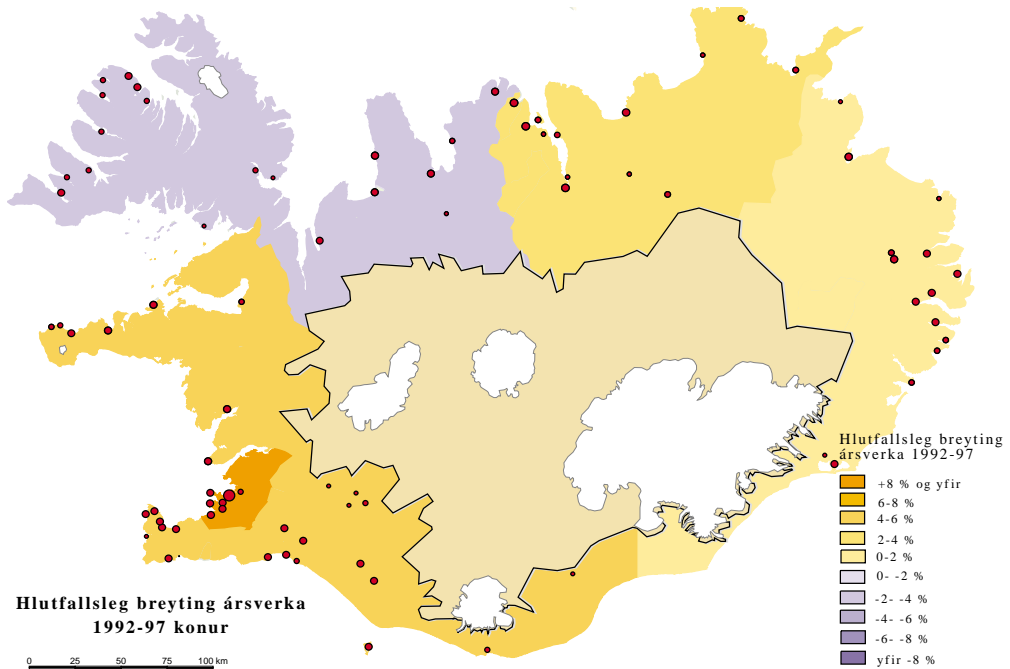 Hlutfallsleg breyting
ársverka 1992-97
+8 % og yfir
6-8 %
4-6 %
2-4 %
0-2 %
0- -2 %
-2- -4 %
-4- -6 %
-6- -8 %
yfir -8 %
Hlutfallsleg breyting ársverka
1992-97 konur
0 25 50 75 100 km